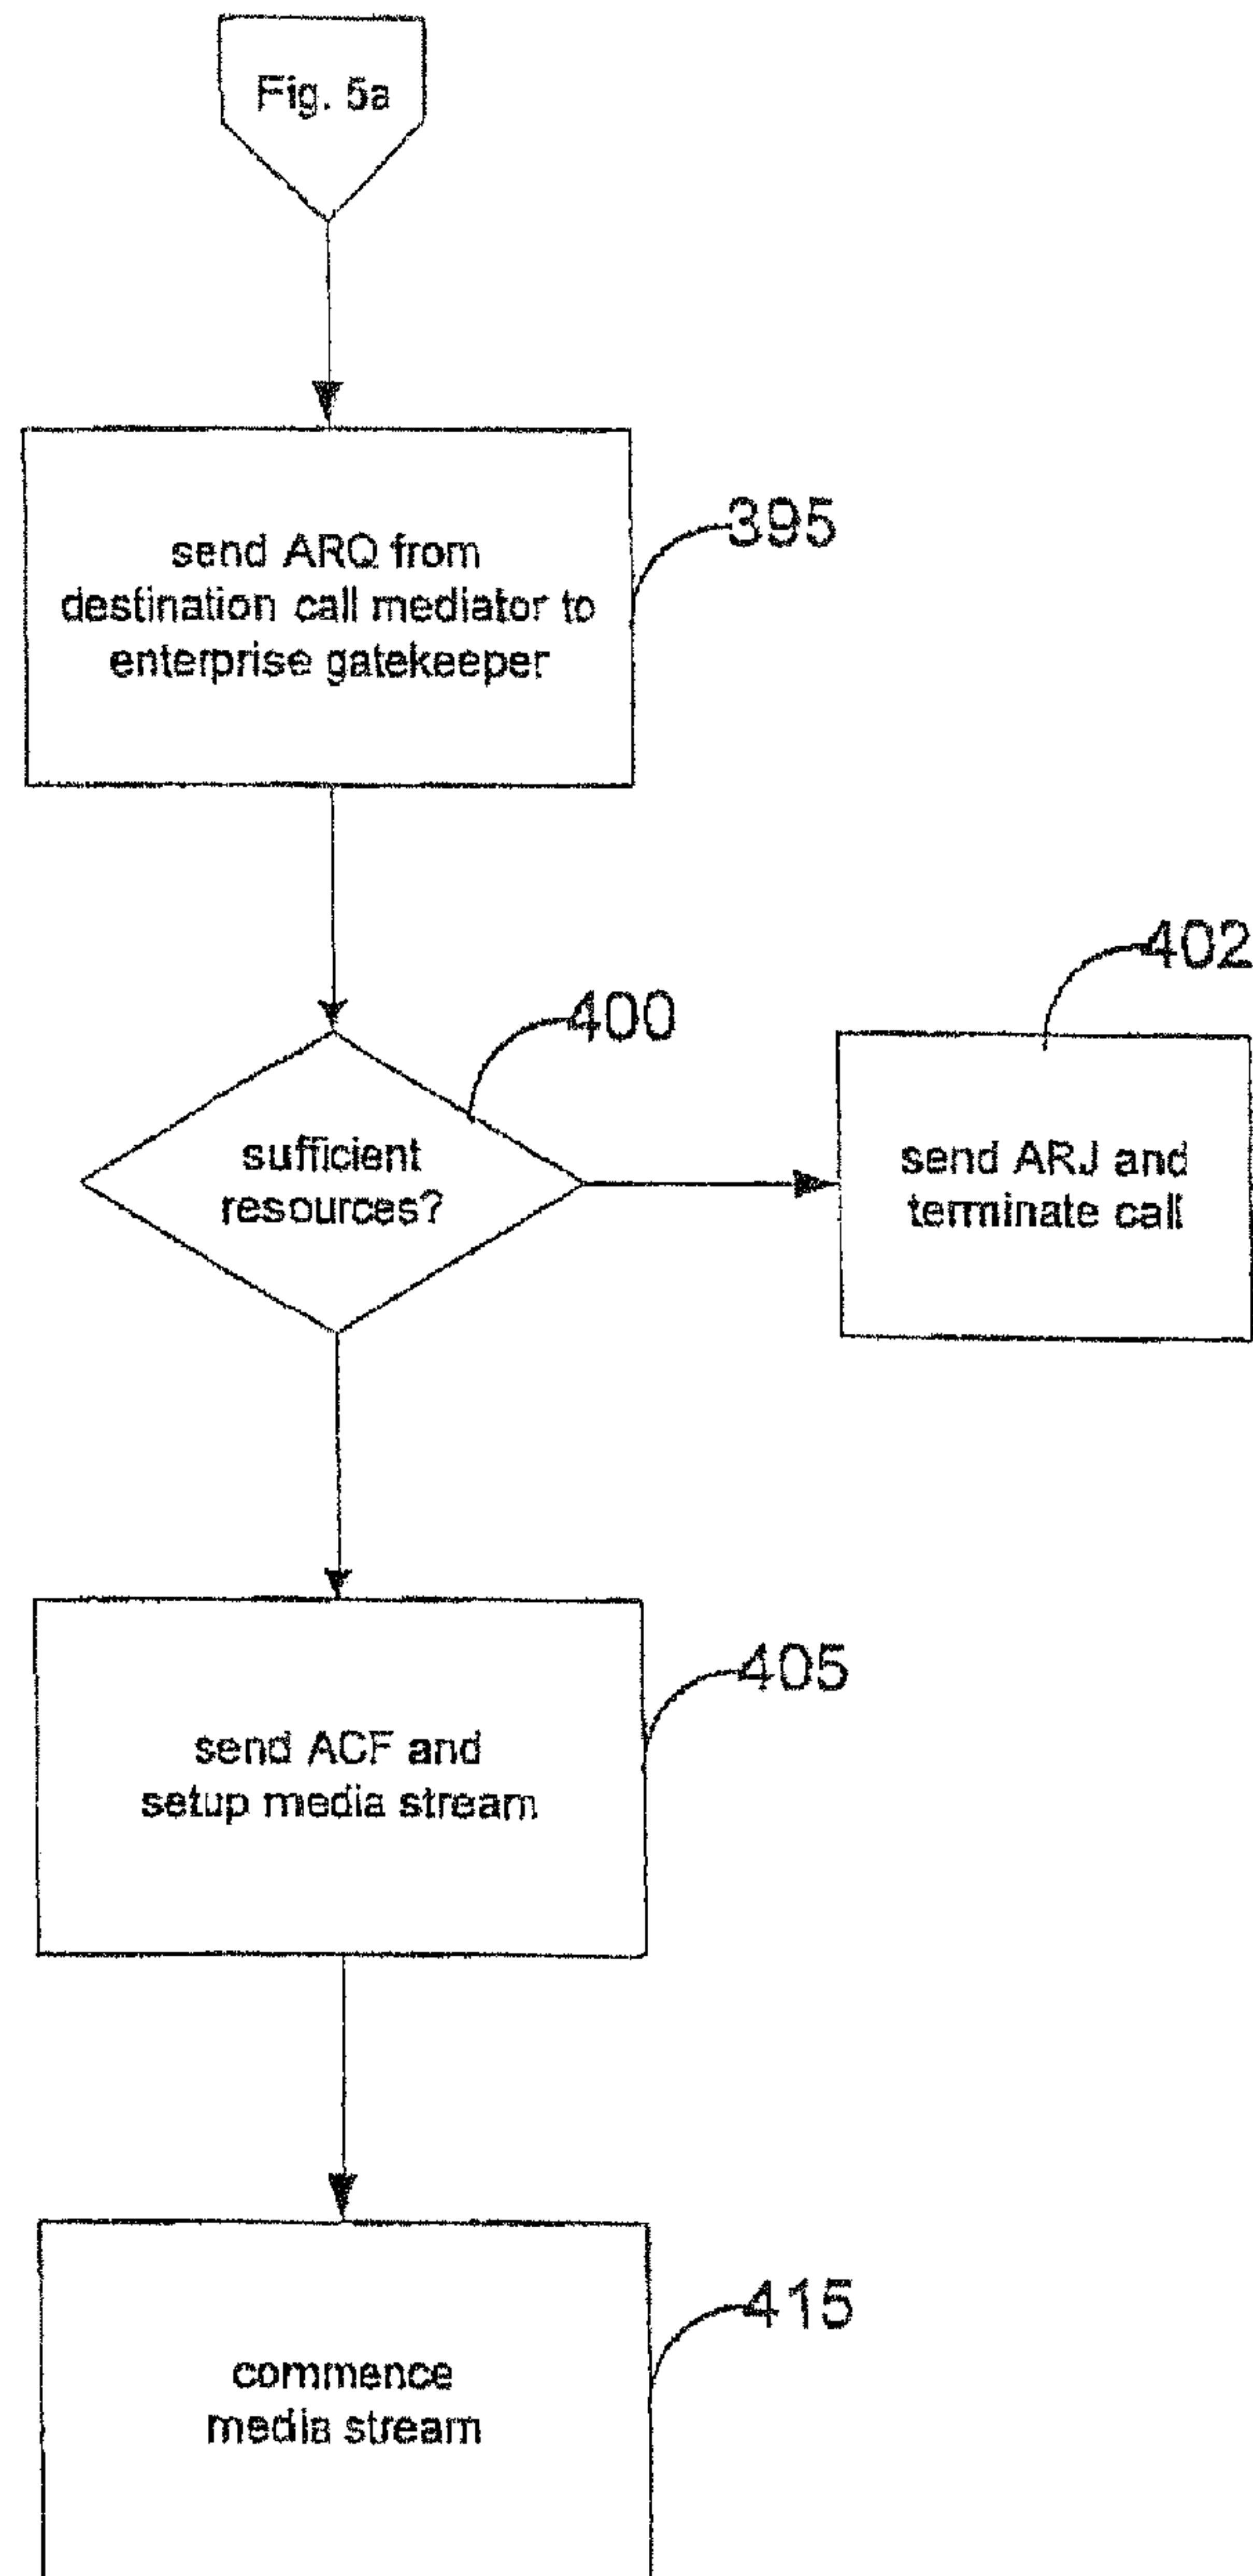 Fig. 5a
send ARQ from
destination call mediator to
enterprise gatekeeper
395
400
sufficient
resources?
402
send ARJ and
terminate call
405
send ACF and
setup media stream
415
commence
media stream